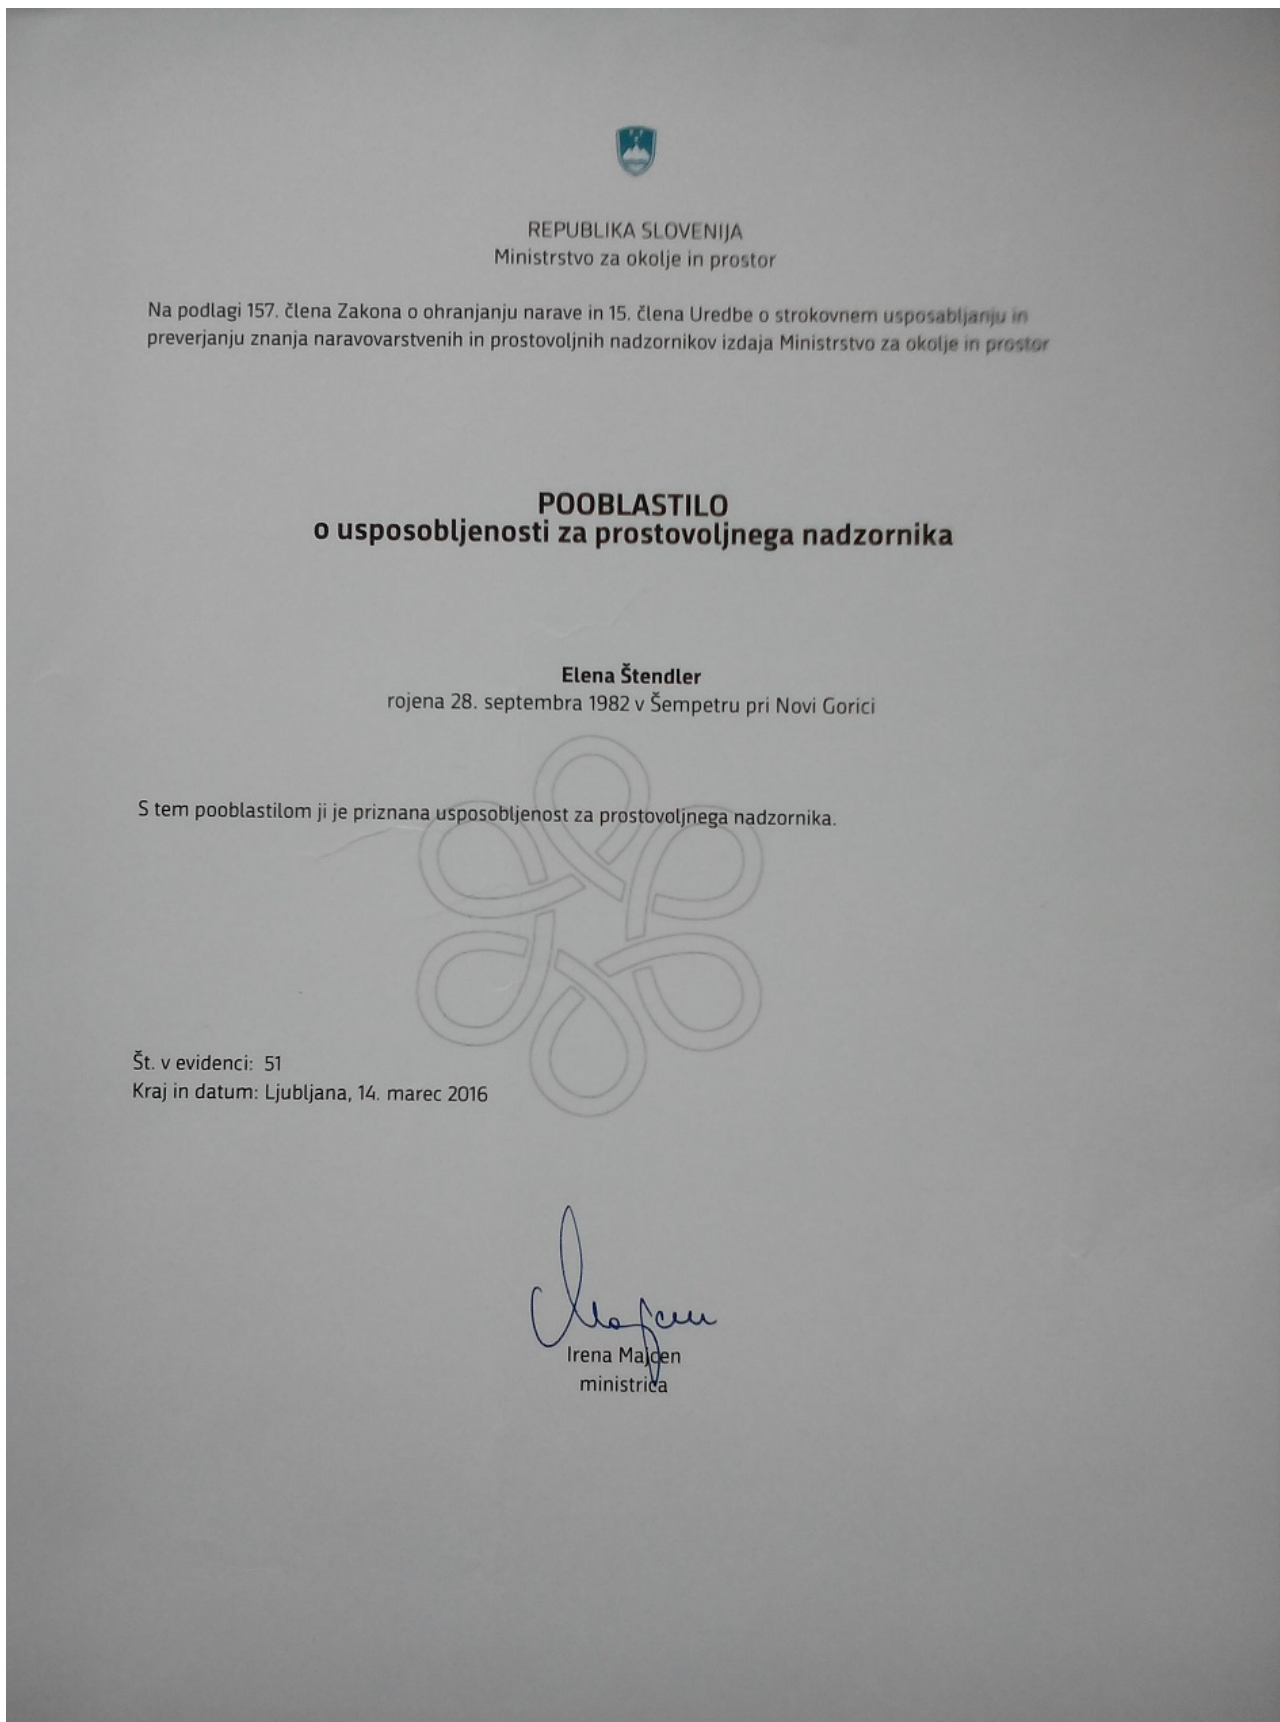 REPUBLIKA SLOVENIJA
Ministrstvo za okolje in prostor
Na podlagi 157. člena Zakona o ohranjanju narave in 15. člena Uredbe o strokovnem usposabljanju in
preverjanju znanja naravovarstvenih in prostovoljnih nadzornikov izdaja Ministrstvo za okolje in prostor
POOBLASTILO
o usposobljenosti za prostovoljnega nadzornika
Elena Štendler
rojena 28. septembra 1982 v Šempetru pri Novi Gorici
S tem pooblastilom ji je priznana usposobljenost za prostovoljnega nadzornika.
Št. v evidenci: 51
Kraj in datum: Ljubljana, 14. marec 2016
Majcen
Irena Majcen
ministrica